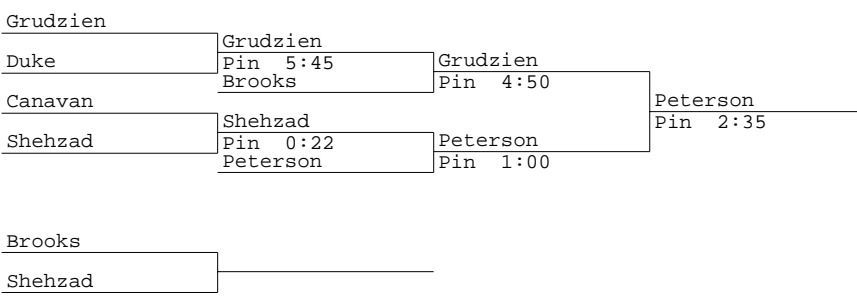 Grudzien
Grudzien
Duke
Pin 5:45
Grudzien
Brooks
Pin 4:50
Canavan
Peterson
Shehzad
Pin 2:35
Shehzad
Pin 0:22
Peterson
Peterson
Pin 1:00
Brooks
Shehzad